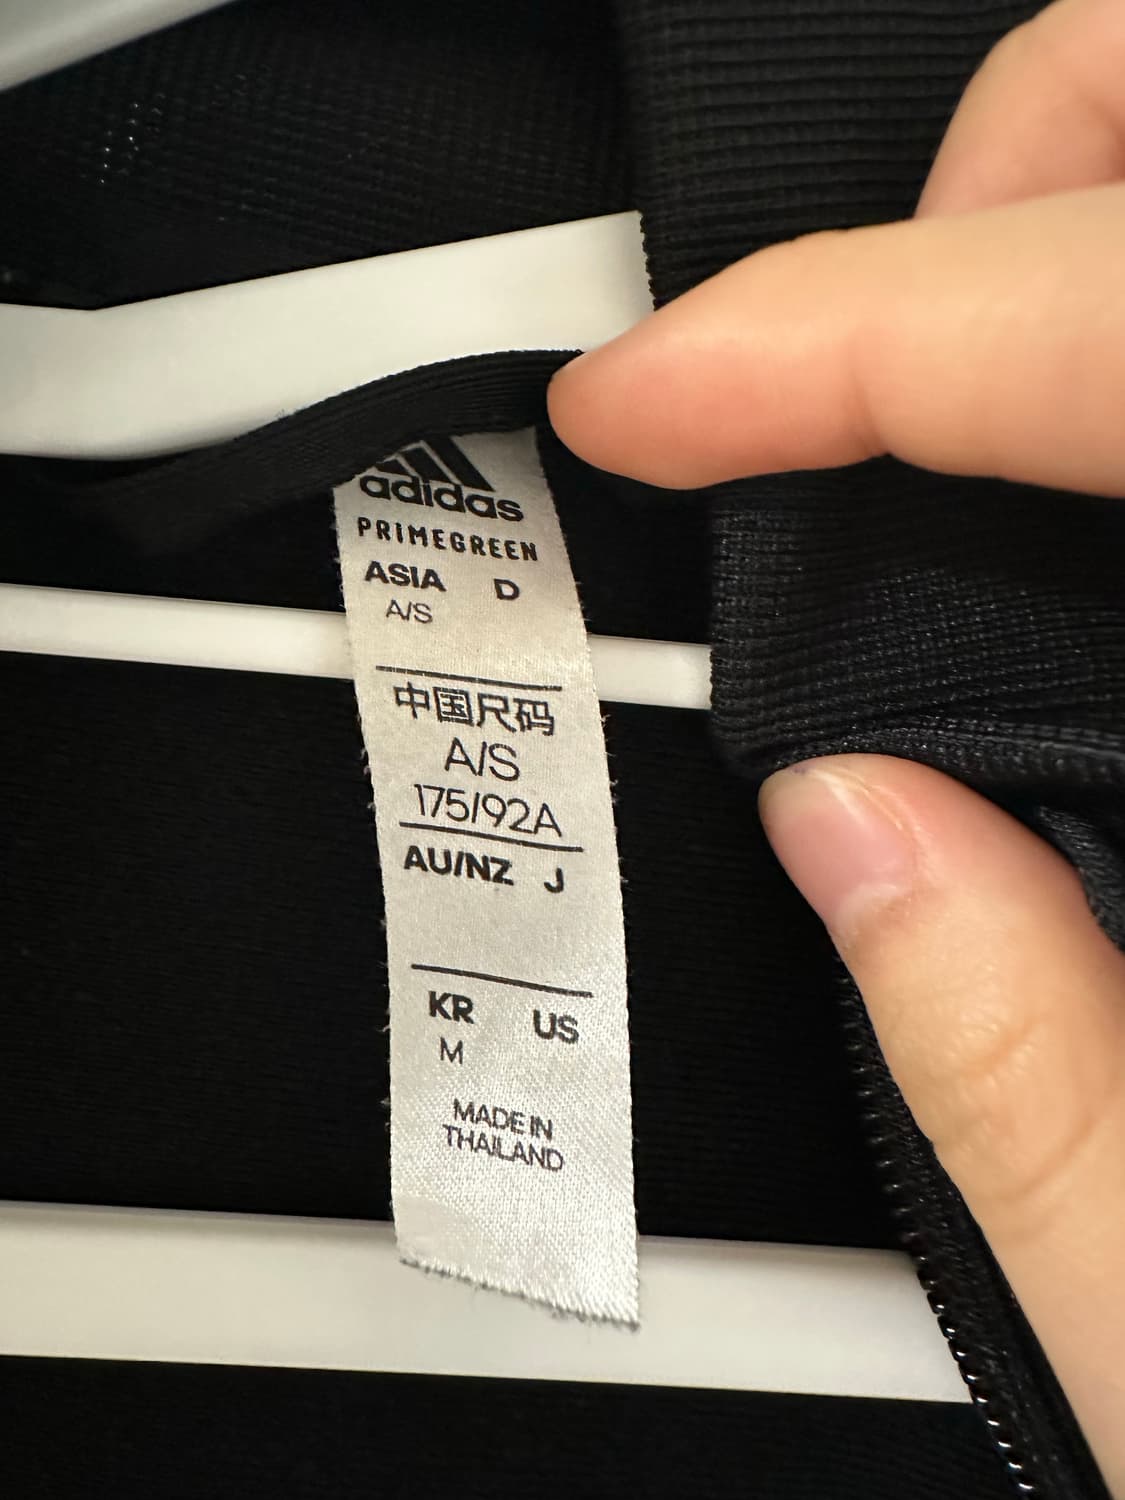 adidas
PRIMEGREEN
ASIA D
A/S
中国尺码
A/S
175/92A
AU/NZ J
KR US
M
MADE IN
THAILAND